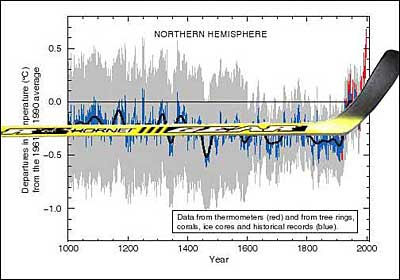 NORTHERN HEMISPHERE
Departures in temperature (°C)
from the 1961 1990 average
0.5
0.0
-0.5
-1.0
HORNET
Data from thermometers (red) and from tree rings,
corals, ice cores and historical records (blue).
1000
1200
1400
1600
1800
2000
Year